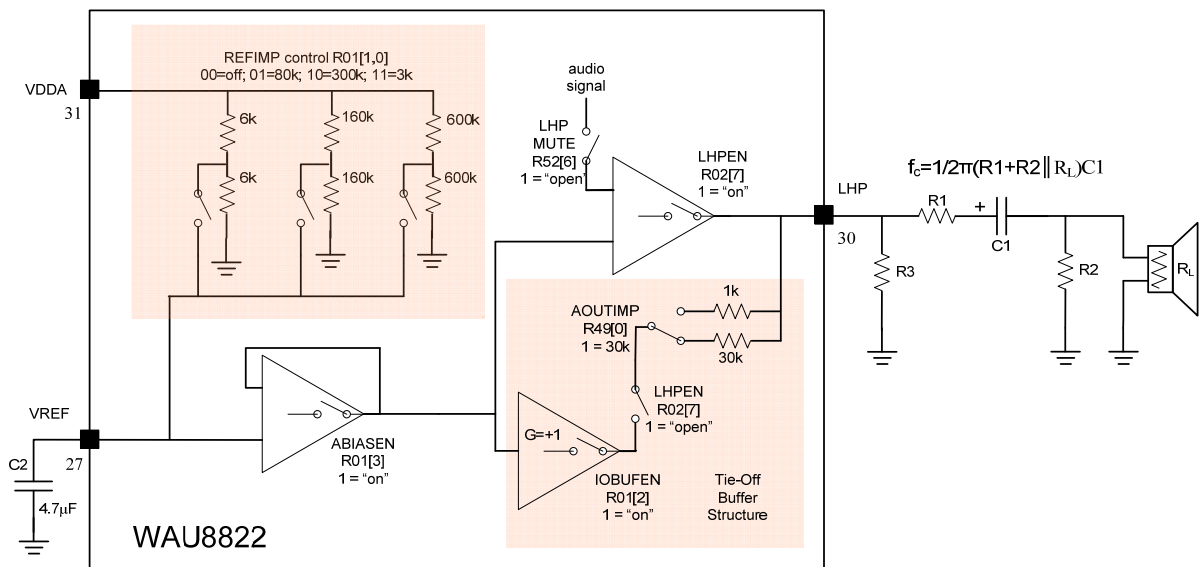 REFIMP control R01[1,0]
00=off; 01=80k; 10=300k; 11=3k
VDDA
31
6k
160k
600k
6k
160k
600k
audio
signal
LHP
MUTE
R52[6]
1 = "open"
LHPEN
R02[7]
1 = "on"
LHP
30
fc=1/2π(R1+R2||RL)C1
R1
+
C1
R3
R2
RL
1k
AOUTIMP
R49[0]
1 = 30k
30k
LHPEN
R02[7]
1 = "open"
VREF
27
C2
4.7µF
ABIASEN
R01[3]
1 = "on"
G=+1
IOBUFEN
R01[2]
1 = "on"
Tie-Off
Buffer
Structure
WAU8822